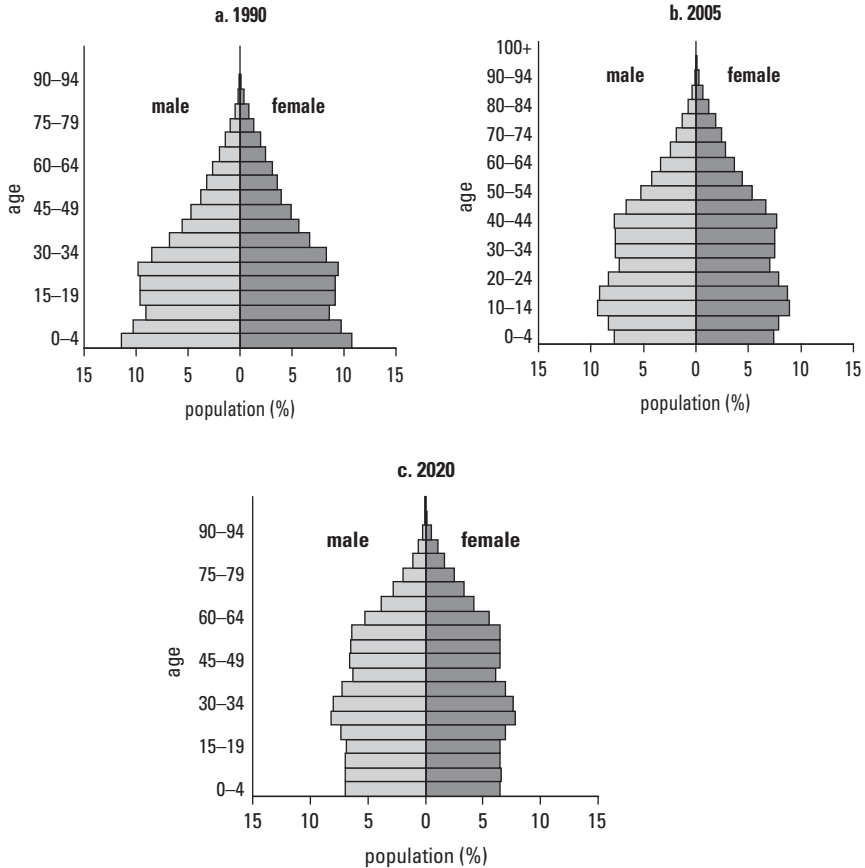 a. 1990
male
female
90–94
75–79
60–64
45–49
30–34
15–19
0–4
age
15 10 5 0 5 10 15
population (%)
b. 2005
male
female
100+
90–94
80–84
70–74
60–64
50–54
40–44
30–34
20–24
10–14
0–4
age
15 10 5 0 5 10 15
population (%)
c. 2020
male
female
90–94
75–79
60–64
45–49
30–34
15–19
0–4
age
15 10 5 0 5 10 15
population (%)